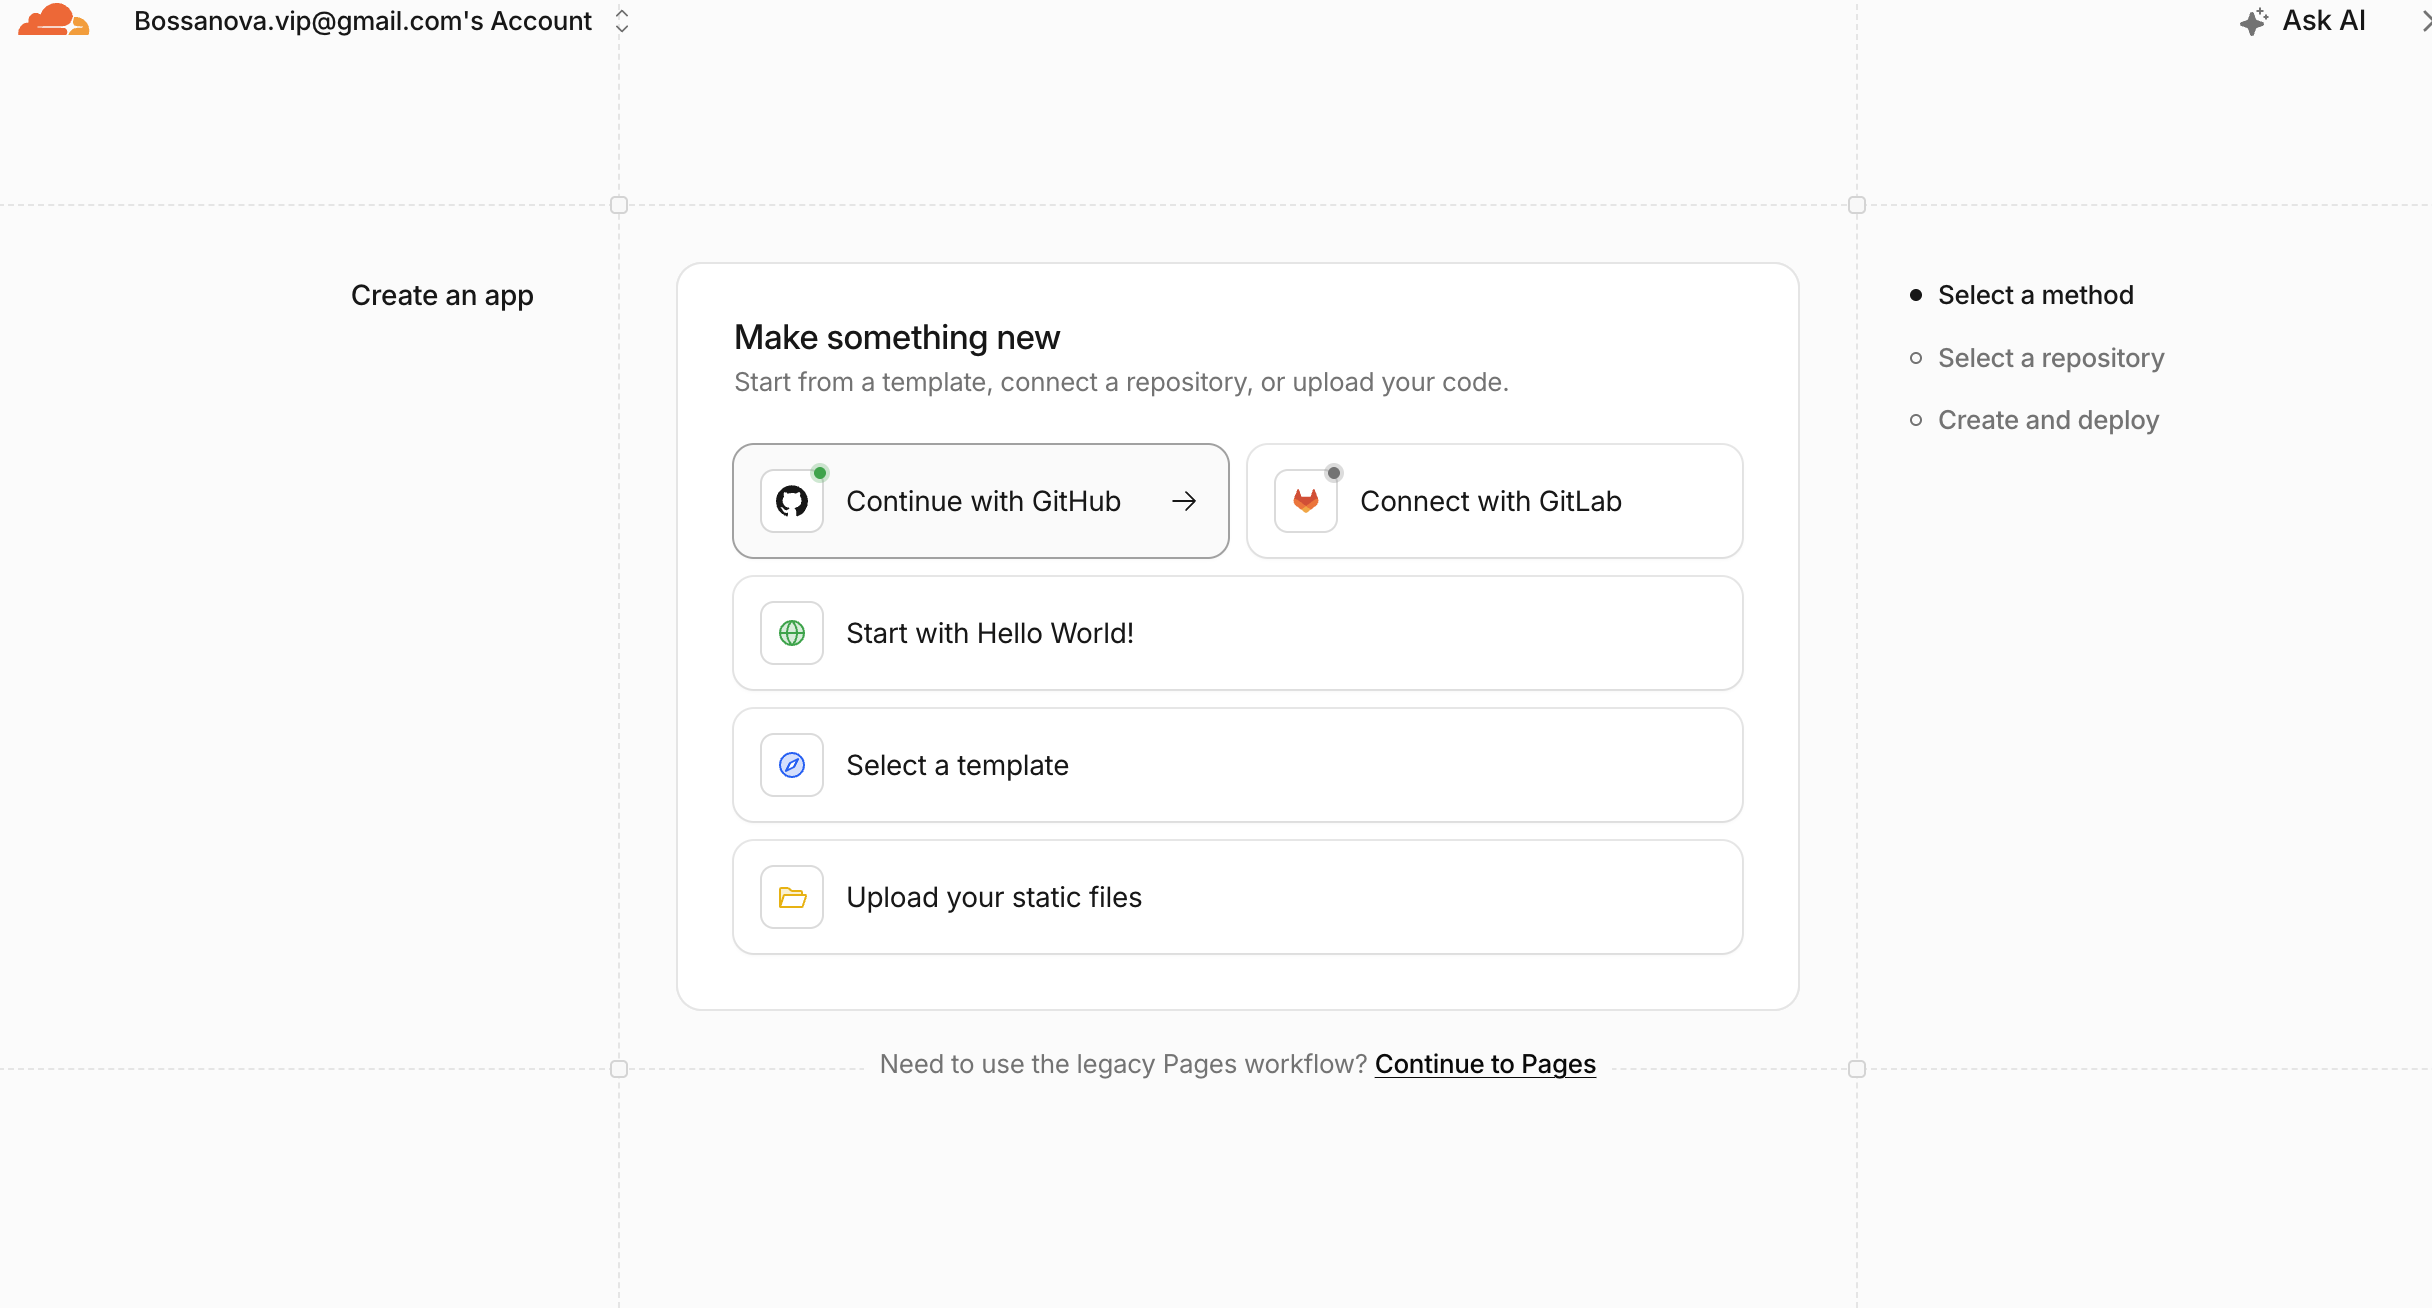 Bossanova.vip@gmail.com's Account
Ask AI
Create an app
Make something new
Start from a template, connect a repository, or upload your code.
Continue with GitHub
Connect with GitLab
Start with Hello World!
Select a template
Upload your static files
Need to use the legacy Pages workflow? Continue to Pages
Select a method
Select a repository
Create and deploy